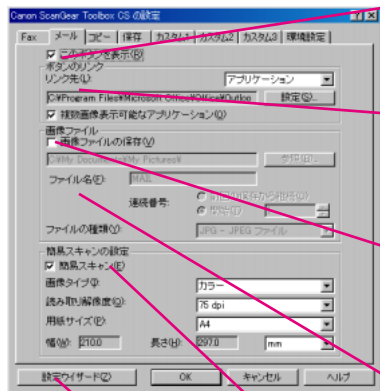 Canon ScanGear Toolbox CS の設定
Fax メール コピー 保存 カスタム1 カスタム2 カスタム3 環境設定
このボタンを表示(B)
ボタンのリンク
リンク先(L): アプリケーション
C:¥Program Files¥Microsoft Office¥Office¥Outloo 設定(S)...
複数画像表示可能なアプリケーション(O)
画像ファイル
画像ファイルの保存(V)
C:¥My Documents¥My Pictures¥ 参照(R)...
ファイル名(F): MAIL
連続番号: 前回の保存から継続(O)
ファイルの種類(Y): JPG - JPEG ファイル
簡易スキャンの設定
簡易スキャン(E)
画像タイプ(I): カラー
読み取り解像度(Q): 75 dpi
用紙サイズ(P): A4
幅(W): 210.0 長さ(H): 297.0 mm
設定ウィザード(Z) OK キャンセル ヘルプ